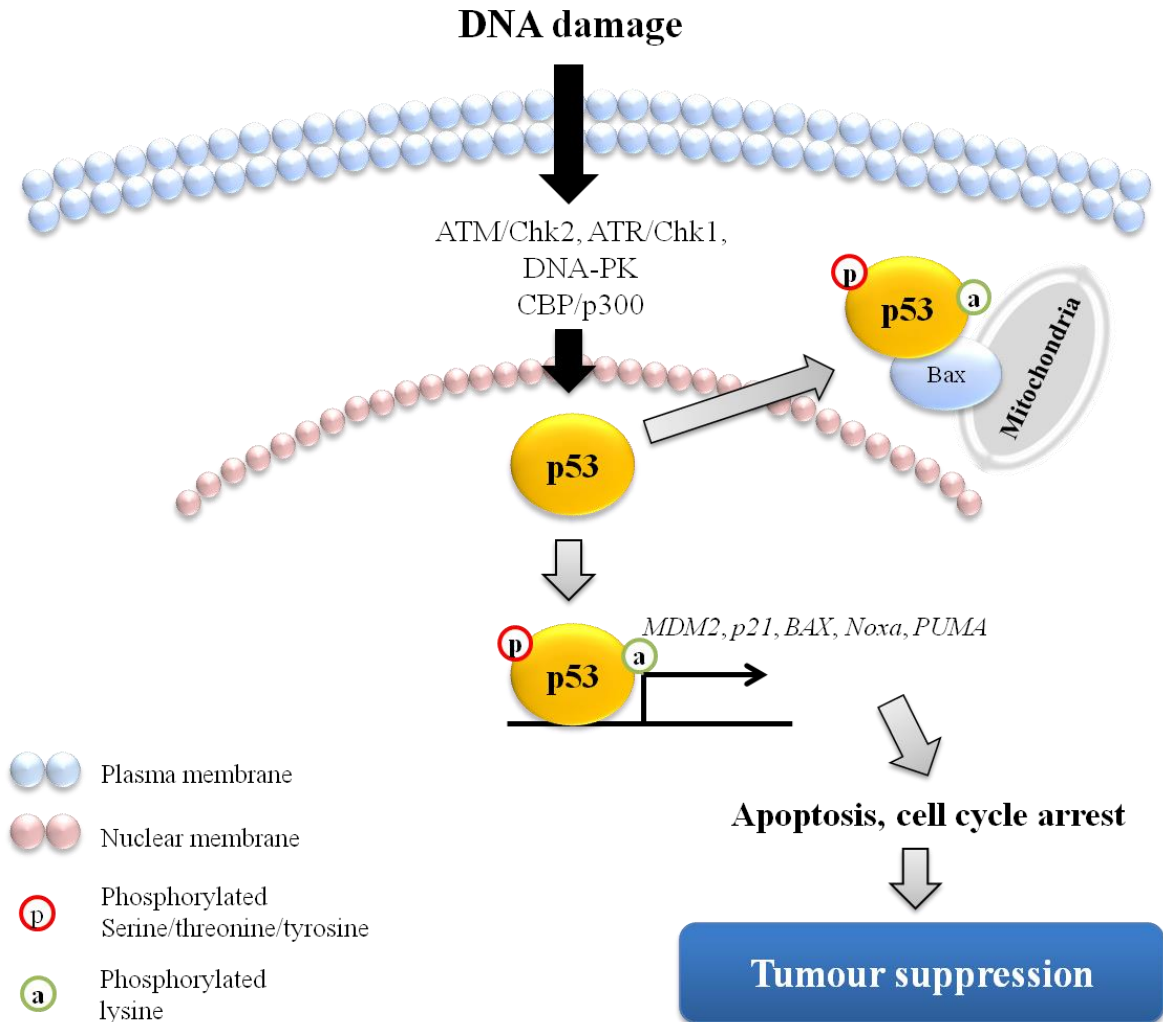 DNA damage
ATM/Chk2, ATR/Chk1,
DNA-PK
CBP/p300
p
p53
a
Bax
Mitochondria
p53
MDM2, p21, BAX, Noxa, PUMA
p
a
p53
Plasma membrane
Nuclear membrane
Apoptosis, cell cycle arrest
p
Phosphorylated
Serine/threonine/tyrosine
a
Phosphorylated
lysine
Tumour suppression